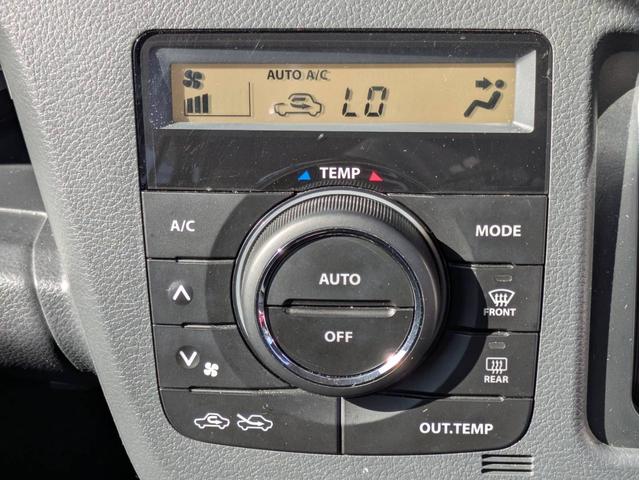 AUTO A/C
LO
TEMP
A/C
MODE
AUTO
OFF
FRONT
REAR
OUT.TEMP